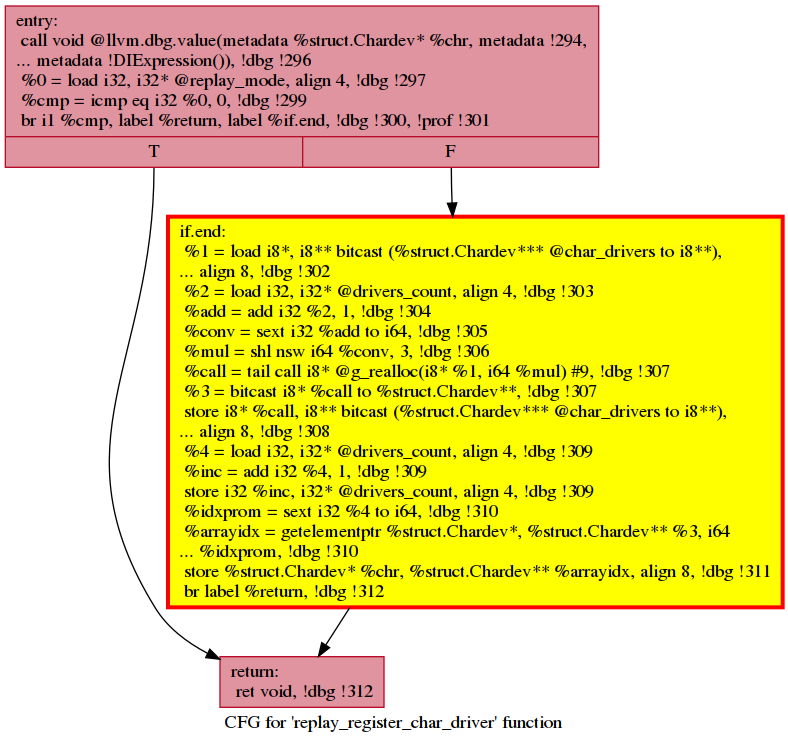 entry:
call void @llvm.dbg.value(metadata %struct.Chardev* %chr, metadata !294,
... metadata !DIExpression()), !dbg !296
%0 = load i32, i32* @replay_mode, align 4, !dbg !297
%cmp = icmp eq i32 %0, 0, !dbg !299
br i1 %cmp, label %return, label %if.end, !dbg !300, !prof !301
T F
if.end:
%1 = load i8*, i8** bitcast (%struct.Chardev*** @char_drivers to i8**),
... align 8, !dbg !302
%2 = load i32, i32* @drivers_count, align 4, !dbg !303
%add = add i32 %2, 1, !dbg !304
%conv = sext i32 %add to i64, !dbg !305
%mul = shl nsw i64 %conv, 3, !dbg !306
%call = tail call i8* @g_realloc(i8* %1, i64 %mul) #9, !dbg !307
%3 = bitcast i8* %call to %struct.Chardev**, !dbg !307
store i8* %call, i8** bitcast (%struct.Chardev*** @char_drivers to i8**),
... align 8, !dbg !308
%4 = load i32, i32* @drivers_count, align 4, !dbg !309
%inc = add i32 %4, 1, !dbg !309
store i32 %inc, i32* @drivers_count, align 4, !dbg !309
%idxprom = sext i32 %4 to i64, !dbg !310
%arrayidx = getelementptr %struct.Chardev*, %struct.Chardev** %3, i64
... %idxprom, !dbg !310
store %struct.Chardev* %chr, %struct.Chardev** %arrayidx, align 8, !dbg !311
br label %return, !dbg !312
return:
ret void, !dbg !312
CFG for 'replay_register_char_driver' function